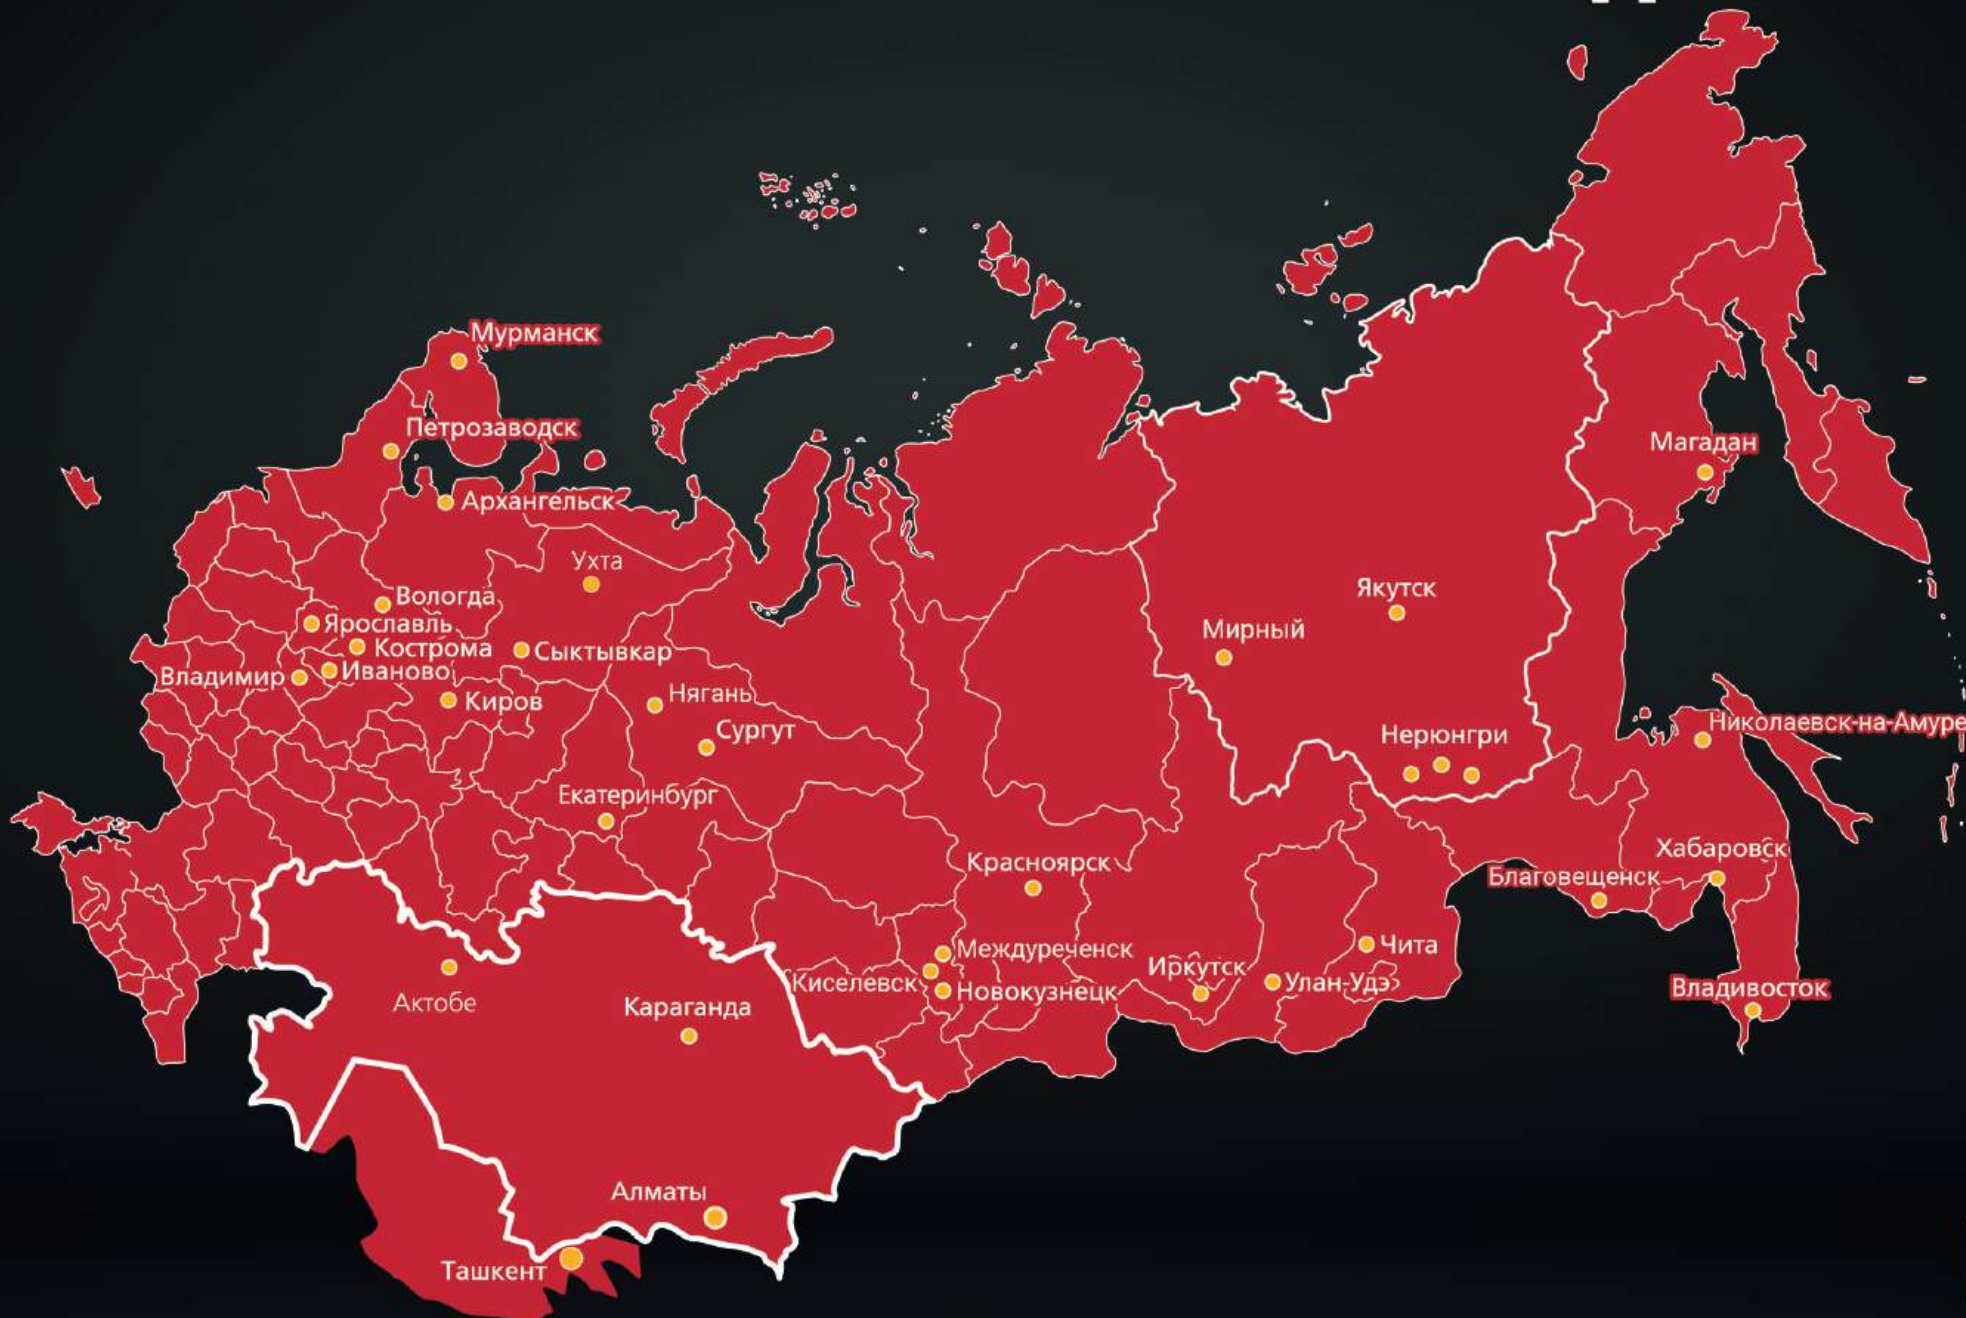 Мурманск
Петрозаводск
Магадан
Архангельск
Ухта
Якутск
Вологда
Ярославль
Мирный
Кострома
Сыктывкар
Иваново
Владимир
Нягань
Киров
Николаевск-на-Амуре
Сургут
Нерюнгри
Екатеринбург
Хабаровск
Красноярск
Благовещенск
Чита
Междуреченск
Иркутск
Киселевск
Улан-Удэ
Владивосток
Новокузнецк
Актобе
Караганда
Алматы
Ташкент